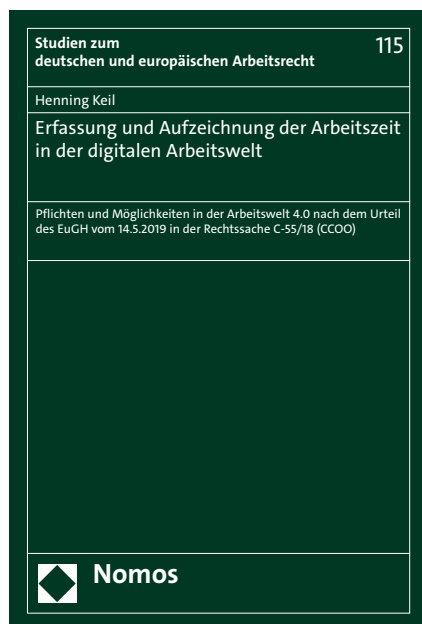 Studien zum
deutschen und europäischen Arbeitsrecht
115
Henning Keil
Erfassung und Aufzeichnung der Arbeitszeit
in der digitalen Arbeitswelt
Pflichten und Möglichkeiten in der Arbeitswelt 4.0 nach dem Urteil
des EuGH vom 14.5.2019 in der Rechtssache C-55/18 (CCOO)
Nomos